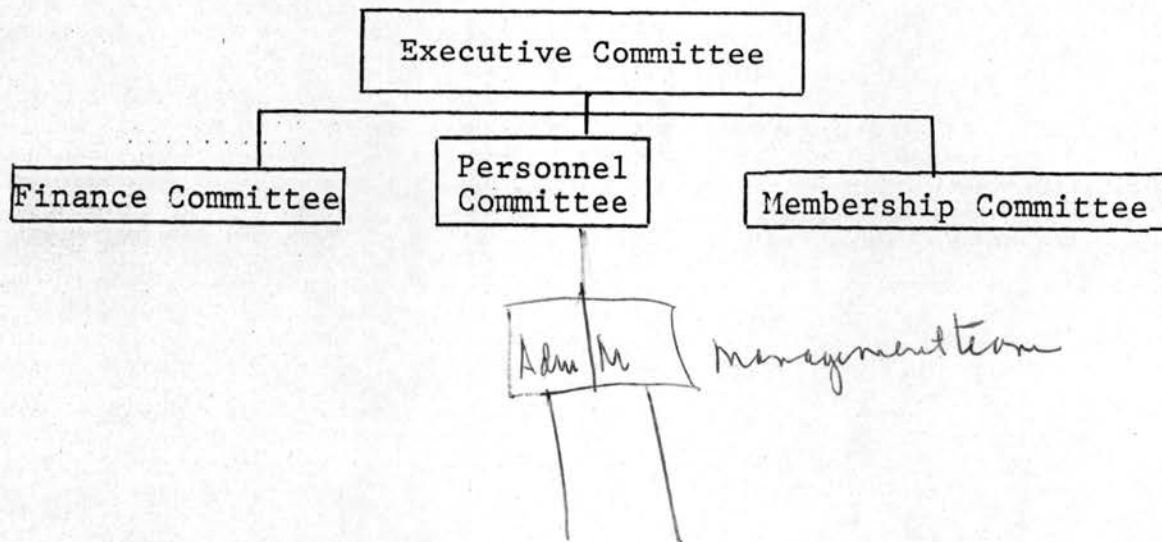 Executive Committee
Finance Committee
Personnel
Committee
Membership Committee
Adm M management team